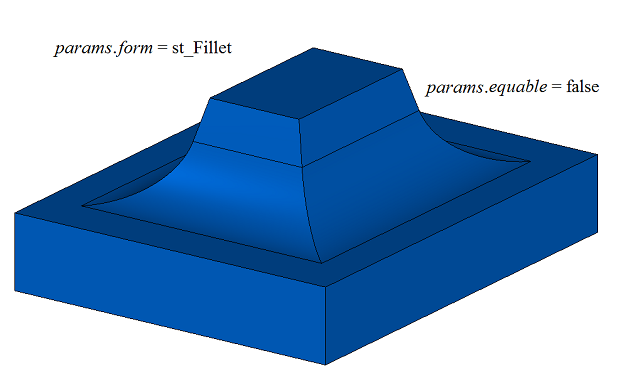 params.form = st_Fillet
params.equable = false